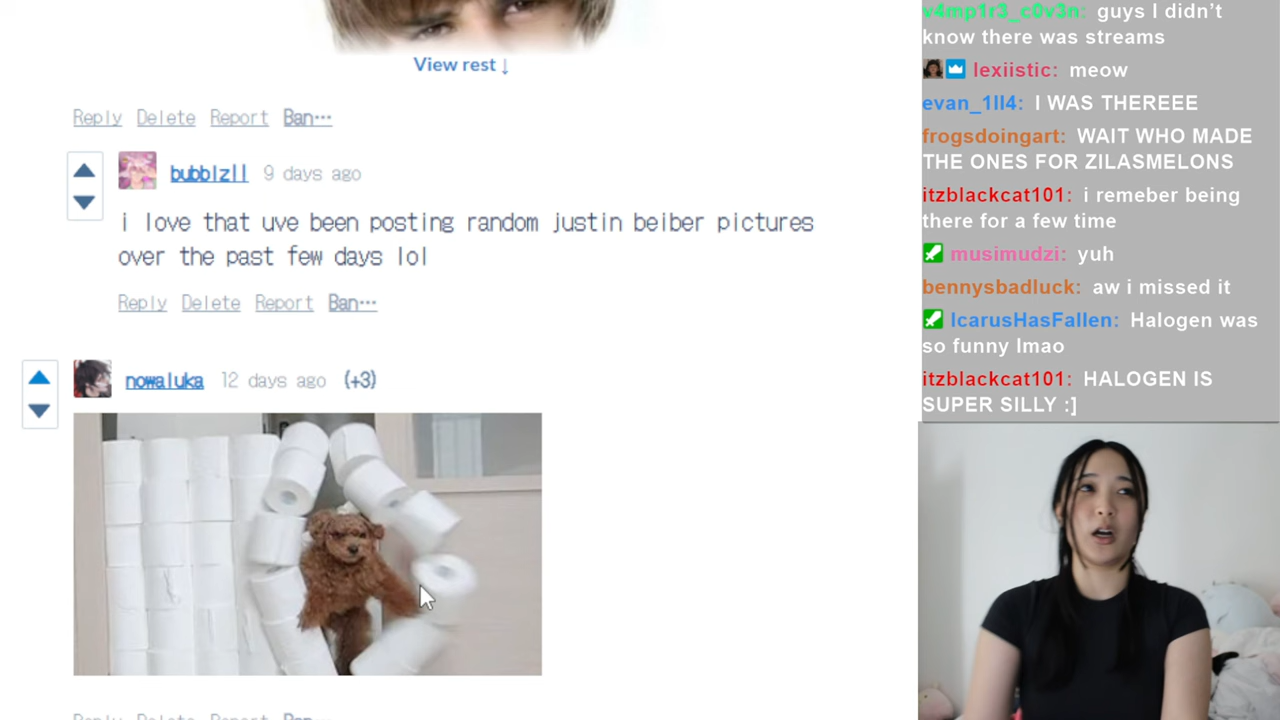 View rest ↓
Reply Delete Report Ban···
bubblzll 9 days ago
i love that uve been posting random justin beiber pictures
over the past few days lol
Reply Delete Report Ban···
nowaluka 12 days ago (+3)
Reply Delete Report Ban···
v4mp1r3_c0v3n: guys I didn't
know there was streams
lexiistic: meow
evan_1ll4: I WAS THEREEE
frogsdoingart: WAIT WHO MADE
THE ONES FOR ZILASMELONS
itzblackcat101: i remeber being
there for a few time
musimudzi: yuh
bennysbadluck: aw i missed it
IcarusHasFallen: Halogen was
so funny lmao
itzblackcat101: HALOGEN IS
SUPER SILLY :]